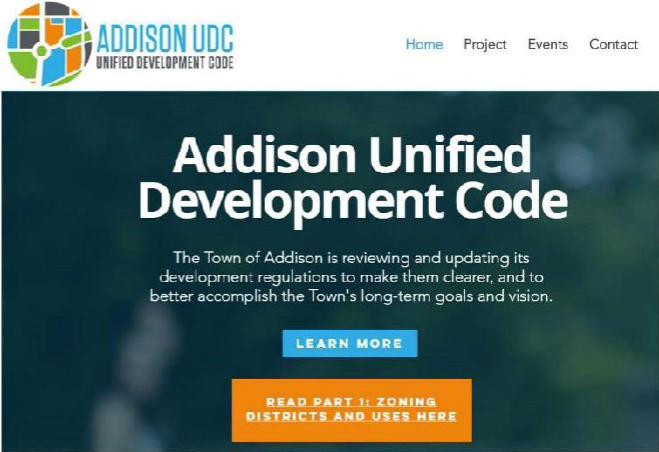 ADDISON UDC
UNIFIED DEVELOPMENT CODE
Home Project Events Contact
Addison Unified
Development Code
The Town of Addison is reviewing and updating its
development regulations to make them clearer, and to
better accomplish the Town's long-term goals and vision.
LEARN MORE
READ PART 1: ZONING
DISTRICTS AND USES HERE